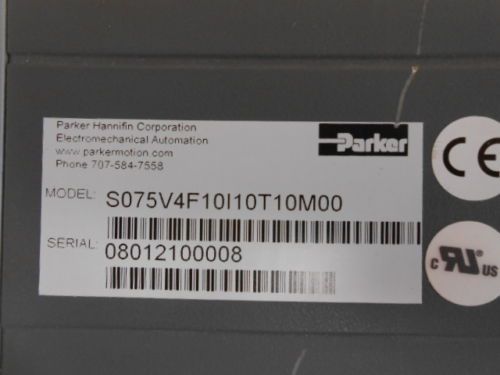 Parker Hannifin Corporation
Electromechanical Automation
www.parkermotion.com
Phone 707-584-7558
Parker
MODEL: S075V4F10I10T10M00
SERIAL: 08012100008
CE
c RU US